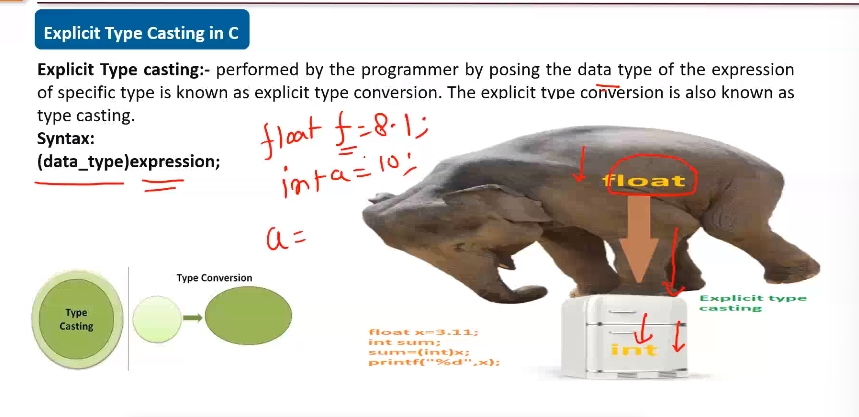 Explicit Type Casting in C
Explicit Type casting:- performed by the programmer by posing the data type of the expression
of specific type is known as explicit type conversion. The explicit type conversion is also known as
type casting.
Syntax:
(data_type)expression;
float f=8.1;
int a=10;
a=
float
Type Conversion
Type
Casting
Explicit type
casting
float x=3.11;
int sum;
sum=(int)x;
printf("%d",x);
int